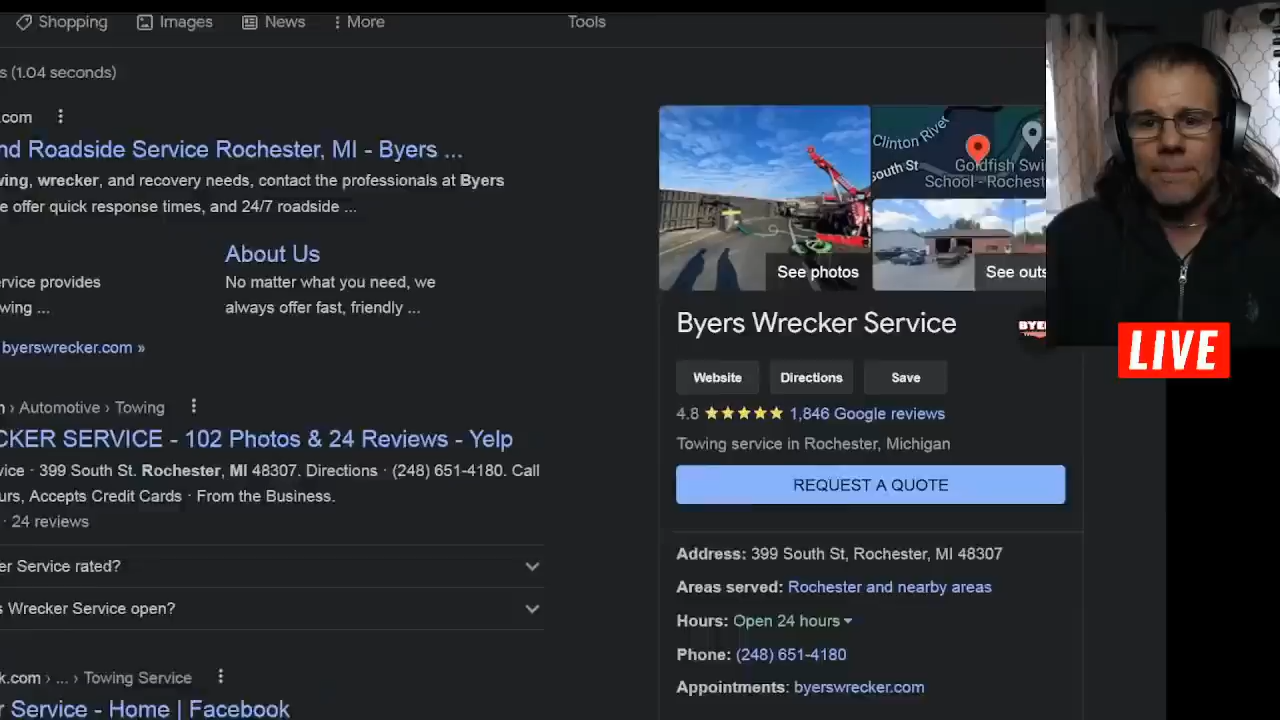 Shopping
Images
News
More
Tools
s (1.04 seconds)
.com
nd Roadside Service Rochester, MI - Byers ...
ving, wrecker, and recovery needs, contact the professionals at Byers
e offer quick response times, and 24/7 roadside ...
About Us
ervice provides
No matter what you need, we
wing ...
always offer fast, friendly ...
byerswrecker.com »
n › Automotive › Towing
CKER SERVICE - 102 Photos & 24 Reviews - Yelp
vice · 399 South St. Rochester, MI 48307. Directions · (248) 651-4180. Call
urs, Accepts Credit Cards · From the Business.
· 24 reviews
er Service rated?
s Wrecker Service open?
k.com › ... › Towing Service
r Service - Home | Facebook
Clinton River
South St
Goldfish Swi
School - Rochest
See photos
See outs
Byers Wrecker Service
BYE
Website
Directions
Save
4.8
1,846 Google reviews
Towing service in Rochester, Michigan
REQUEST A QUOTE
Address: 399 South St, Rochester, MI 48307
Areas served: Rochester and nearby areas
Hours: Open 24 hours
Phone: (248) 651-4180
Appointments: byerswrecker.com
LIVE